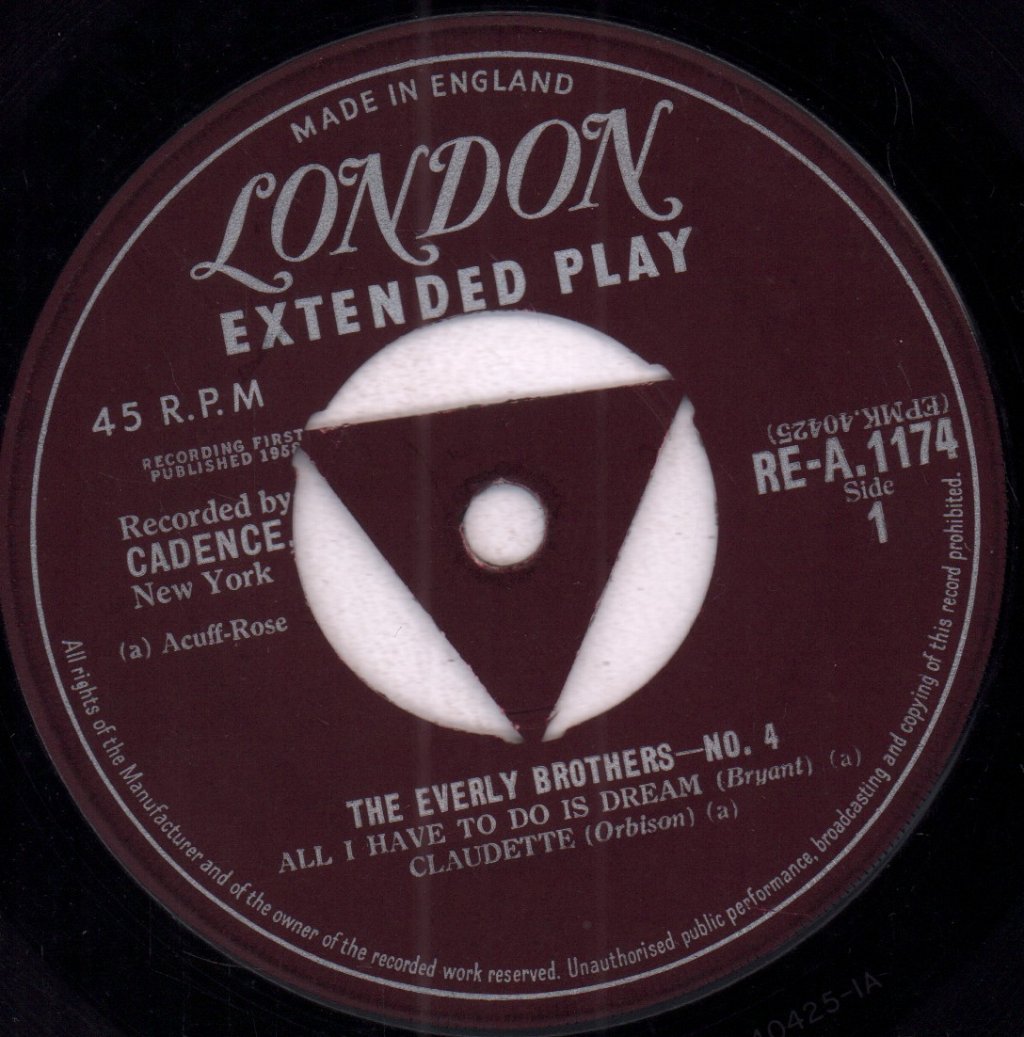 MADE IN ENGLAND
LONDON
EXTENDED PLAY
45 R.P.M
RECORDING FIRST
PUBLISHED 1958
Recorded by
CADENCE,
New York
(a) Acuff-Rose
(EPMK.40425)
RE-A.1174
Side
1
THE EVERLY BROTHERS—NO. 4
ALL I HAVE TO DO IS DREAM (Bryant) (a)
CLAUDETTE (Orbison) (a)
All rights of the Manufacturer and of the owner of the recorded work reserved. Unauthorised public performance, broadcasting and copying of this record prohibited.
40425-1A